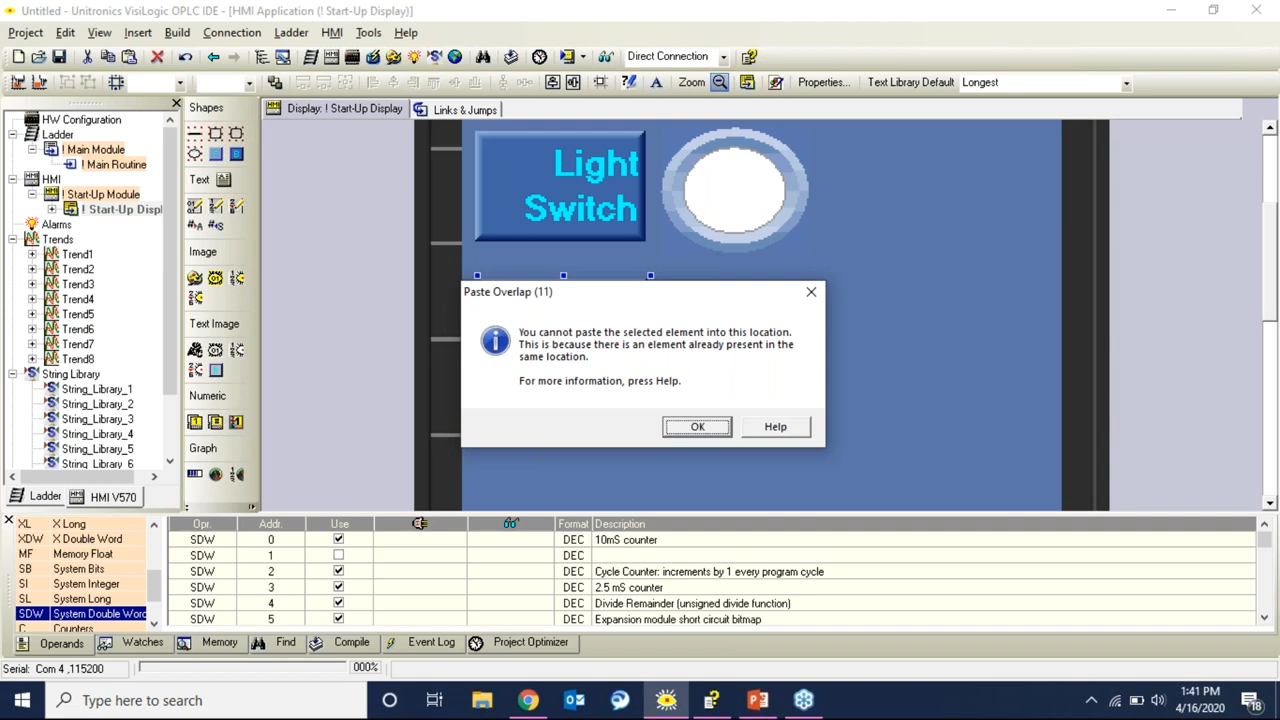 Untitled - Unitronics VisiLogic OPLC IDE - [HMI Application (! Start-Up Display)]
Project Edit View Insert Build Connection Ladder HMI Tools Help
Direct Connection
Zoom Properties... Text Library Default Longest
HW Configuration
Ladder
! Main Module
! Main Routine
HMI
! Start-Up Module
! Start-Up Displ
Alarms
Trends
Trend1
Trend2
Trend3
Trend4
Trend5
Trend6
Trend7
Trend8
String Library
String_Library_1
String_Library_2
String_Library_3
String_Library_4
String_Library_5
String_Library_6
Ladder HMI V570
Shapes
Text
Image
Text Image
Numeric
Graph
Display: ! Start-Up Display Links & Jumps
Light
Switch
Paste Overlap (11)
You cannot paste the selected element into this location.
This is because there is an element already present in the
same location.
For more information, press Help.
OK Help
XL X Long
XDW X Double Word
MF Memory Float
SB System Bits
SI System Integer
SL System Long
SDW System Double Word
C Counters
Opr. Addr. Use Format Description
SDW 0 DEC 10mS counter
SDW 1 DEC
SDW 2 DEC Cycle Counter: increments by 1 every program cycle
SDW 3 DEC 2.5 mS counter
SDW 4 DEC Divide Remainder (unsigned divide function)
SDW 5 DEC Expansion module short circuit bitmap
Operands Watches Memory Find Compile Event Log Project Optimizer
Serial: Com 4 ,115200 000%
Type here to search
1:41 PM
4/16/2020
18